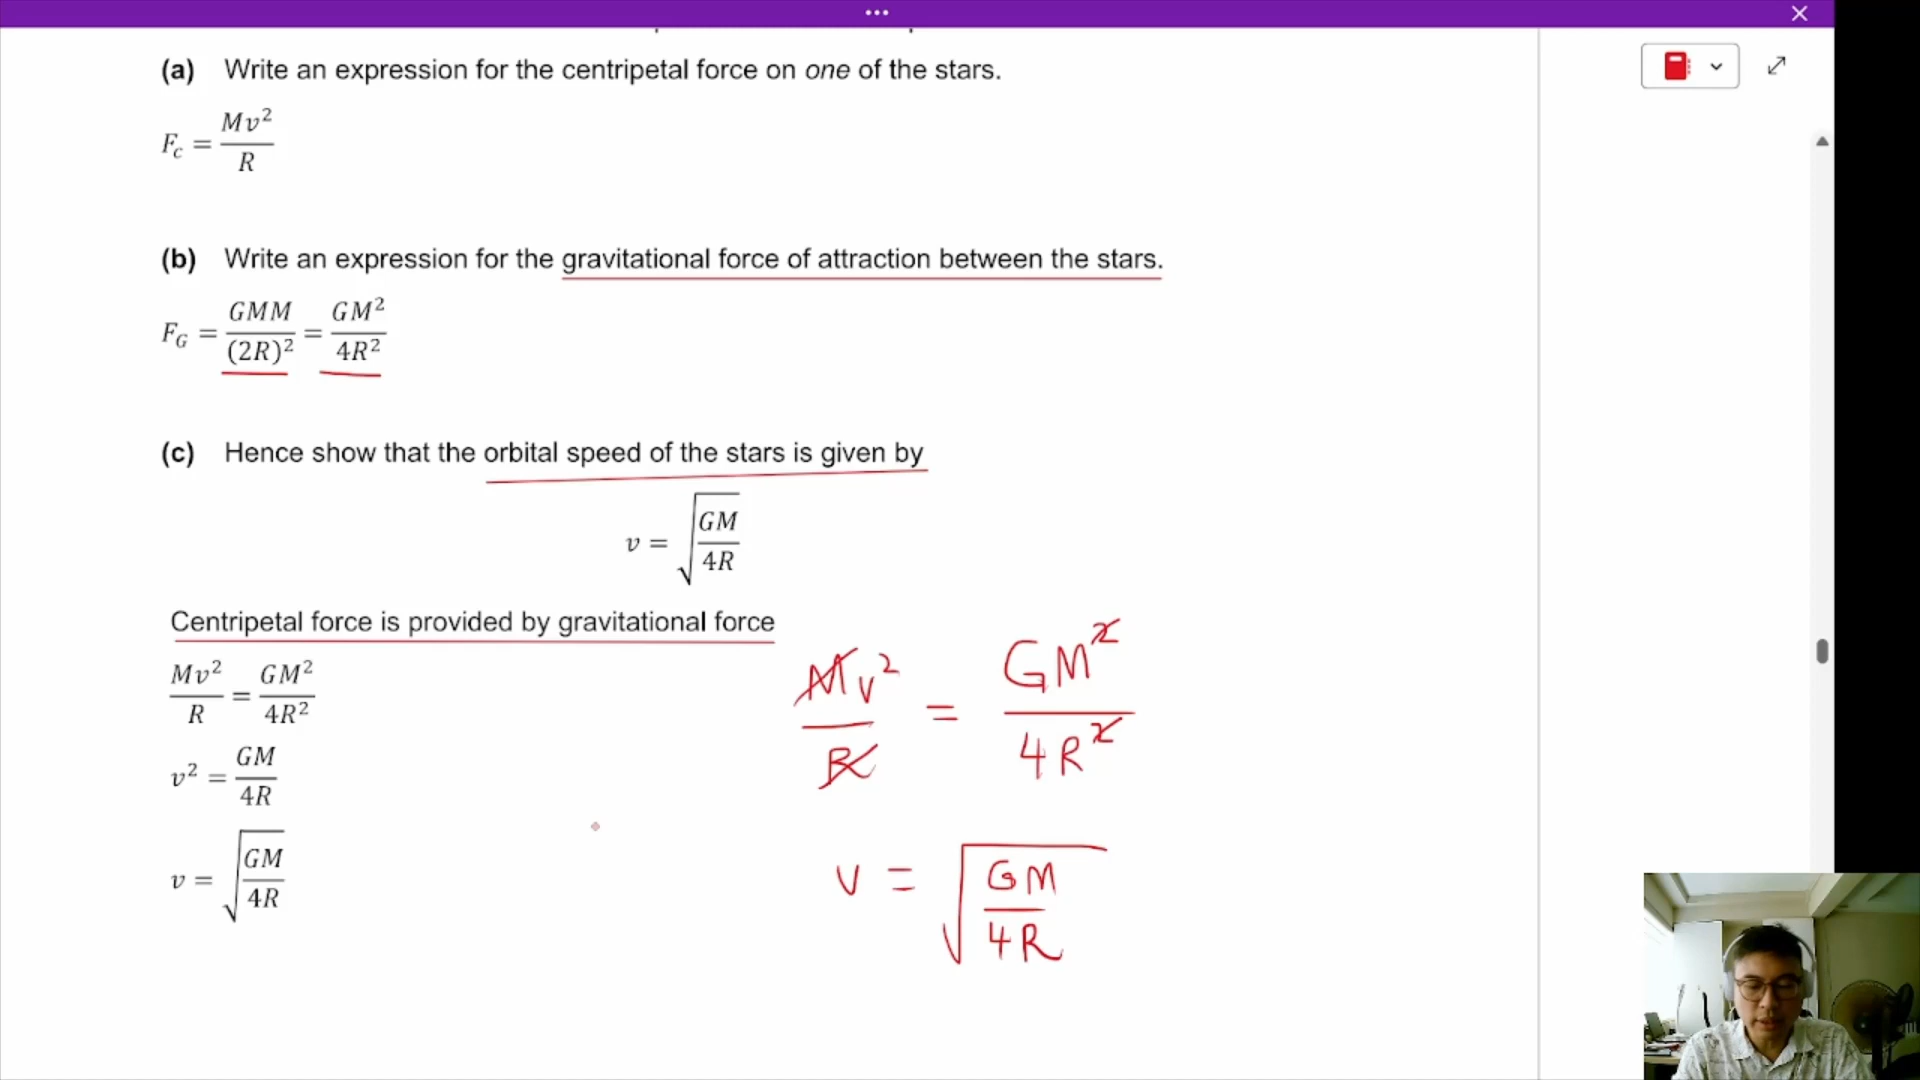 (a) Write an expression for the centripetal force on one of the stars.
F_c = Mv²/R
(b) Write an expression for the gravitational force of attraction between the stars.
F_G = GMM/(2R)² = GM²/4R²
(c) Hence show that the orbital speed of the stars is given by
v = √(GM/4R)
Centripetal force is provided by gravitational force
Mv²/R = GM²/4R²
v² = GM/4R
v = √(GM/4R)
Mv²/R = GM²/4R²
v = √(GM/4R)